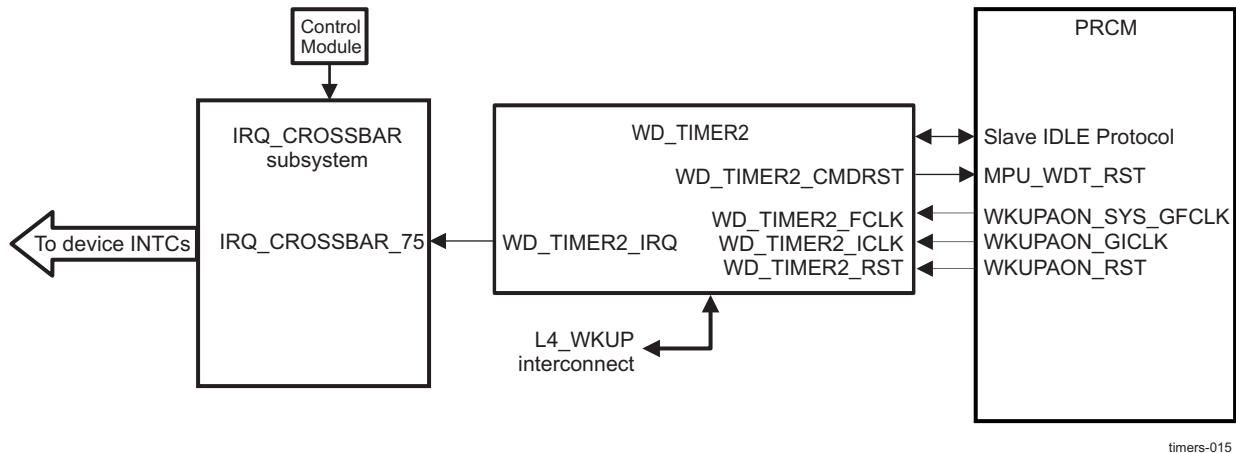 Control
Module
PRCM
IRQ_CROSSBAR
subsystem
WD_TIMER2
Slave IDLE Protocol
WD_TIMER2_CMDRST
MPU_WDT_RST
WD_TIMER2_FCLK
WKUPAON_SYS_GFCLK
To device INTCs
IRQ_CROSSBAR_75
WD_TIMER2_IRQ
WD_TIMER2_ICLK
WKUPAON_GICLK
WD_TIMER2_RST
WKUPAON_RST
L4_WKUP
interconnect
timers-015